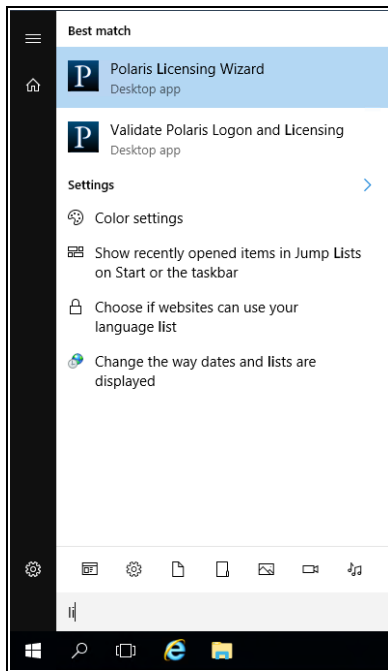 Best match
Polaris Licensing Wizard
Desktop app
Validate Polaris Logon and Licensing
Desktop app
Settings
Color settings
Show recently opened items in Jump Lists
on Start or the taskbar
Choose if websites can use your
language list
Change the way dates and lists are
displayed
li